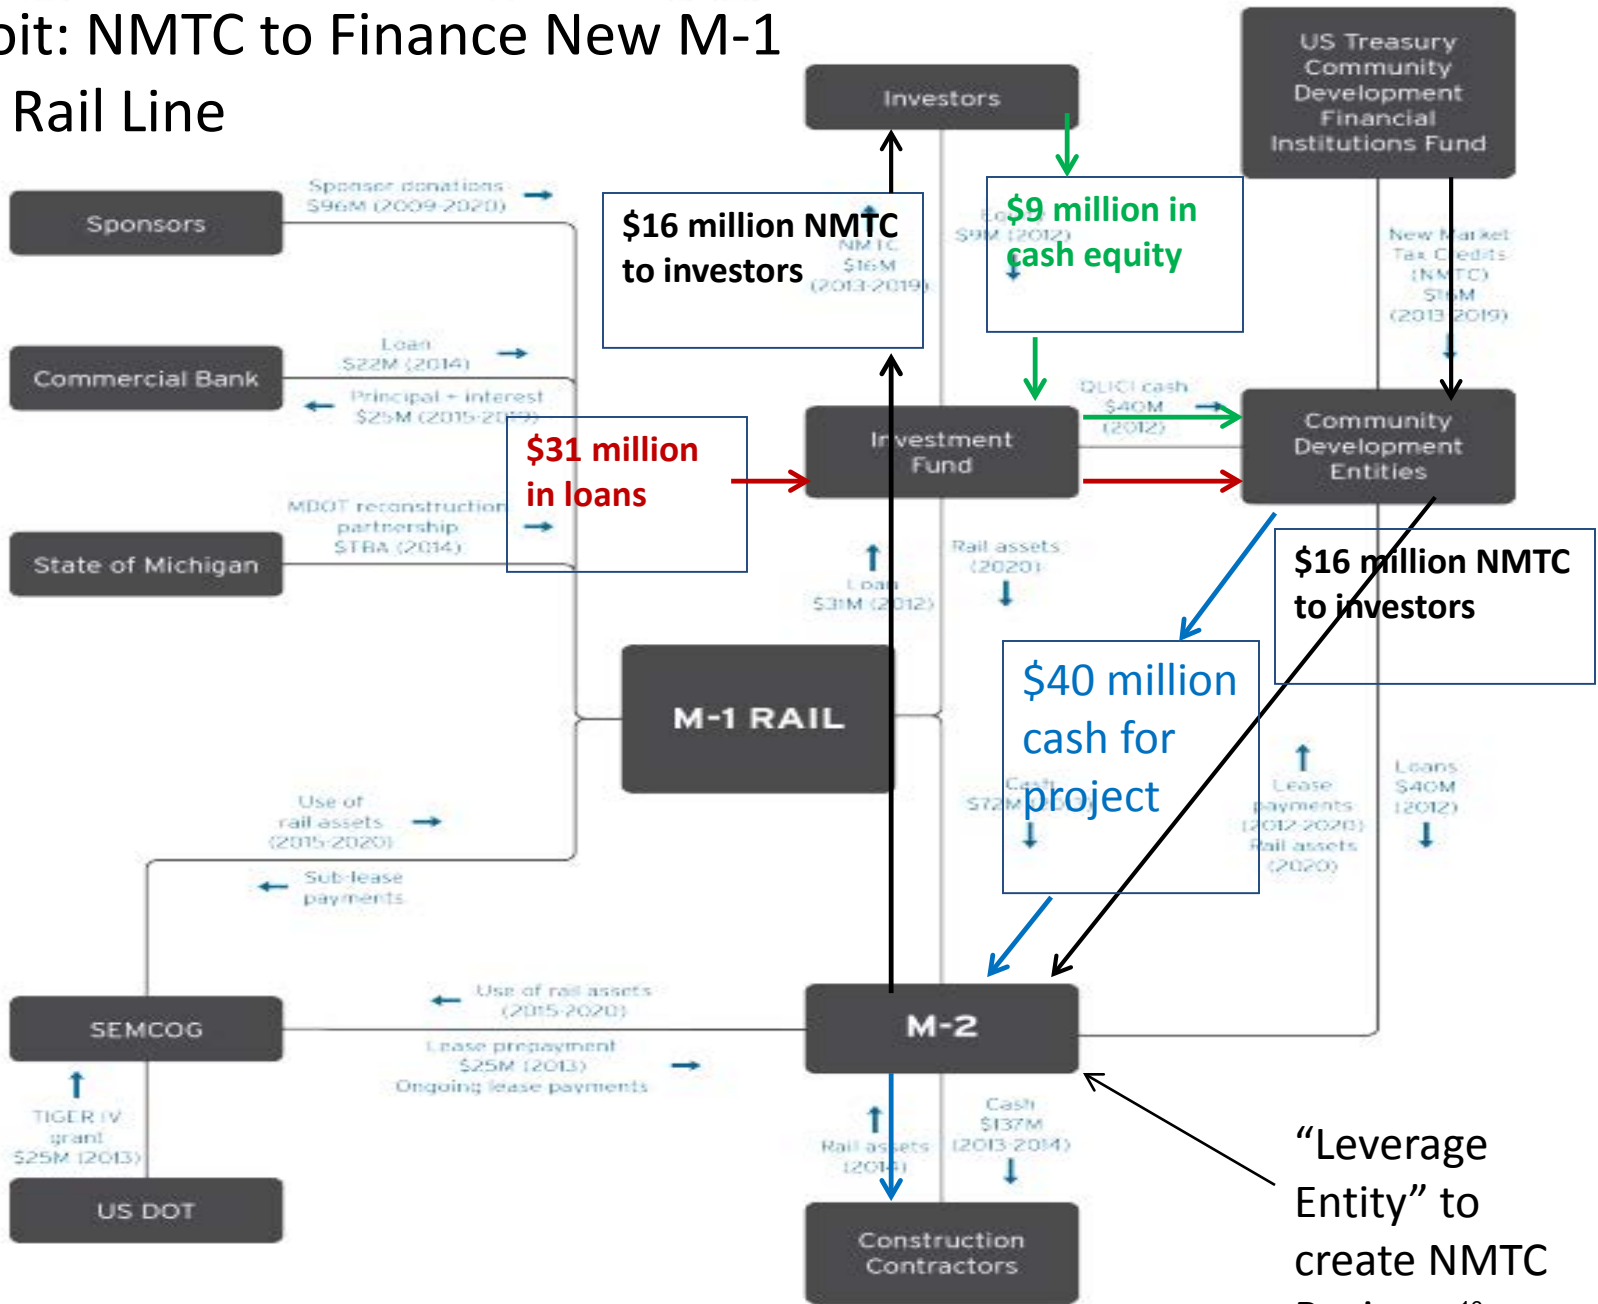 bit: NMTC to Finance New M-1
Rail Line
Investors
US Treasury
Community
Development
Financial
Institutions Fund
Sponsors
Sponsor donations
$96M (2009-2020)
$16 million NMTC
to investors
NMTC
$16M
(2013-2019)
$9 million in
cash equity
Equity
$9M (2012)
New Market
Tax Credits
(NMTC)
$16M
(2013-2019)
Commercial Bank
Loan
$22M (2014)
Principal + interest
$25M (2015-2019)
$31 million
in loans
Investment
Fund
QLICI cash
$40M
(2012)
Community
Development
Entities
State of Michigan
MDOT reconstruction
partnership
$TBA (2014)
Loan
$31M (2012)
Rail assets
(2020)
$16 million NMTC
to investors
M-1 RAIL
$40 million
cash for
project
Cash
Lease
payments
(2012-2020)
Rail assets
(2020)
Loans
$40M
(2012)
Use of
rail assets
(2015-2020)
Sub-lease
payments
SEMCOG
Use of rail assets
(2015-2020)
Lease prepayment
$25M (2013)
Ongoing lease payments
M-2
TIGER IV
grant
$25M (2013)
US DOT
Rail assets
(2014)
Cash
$137M
(2013-2014)
Construction
Contractors
“Leverage
Entity” to
create NMTC